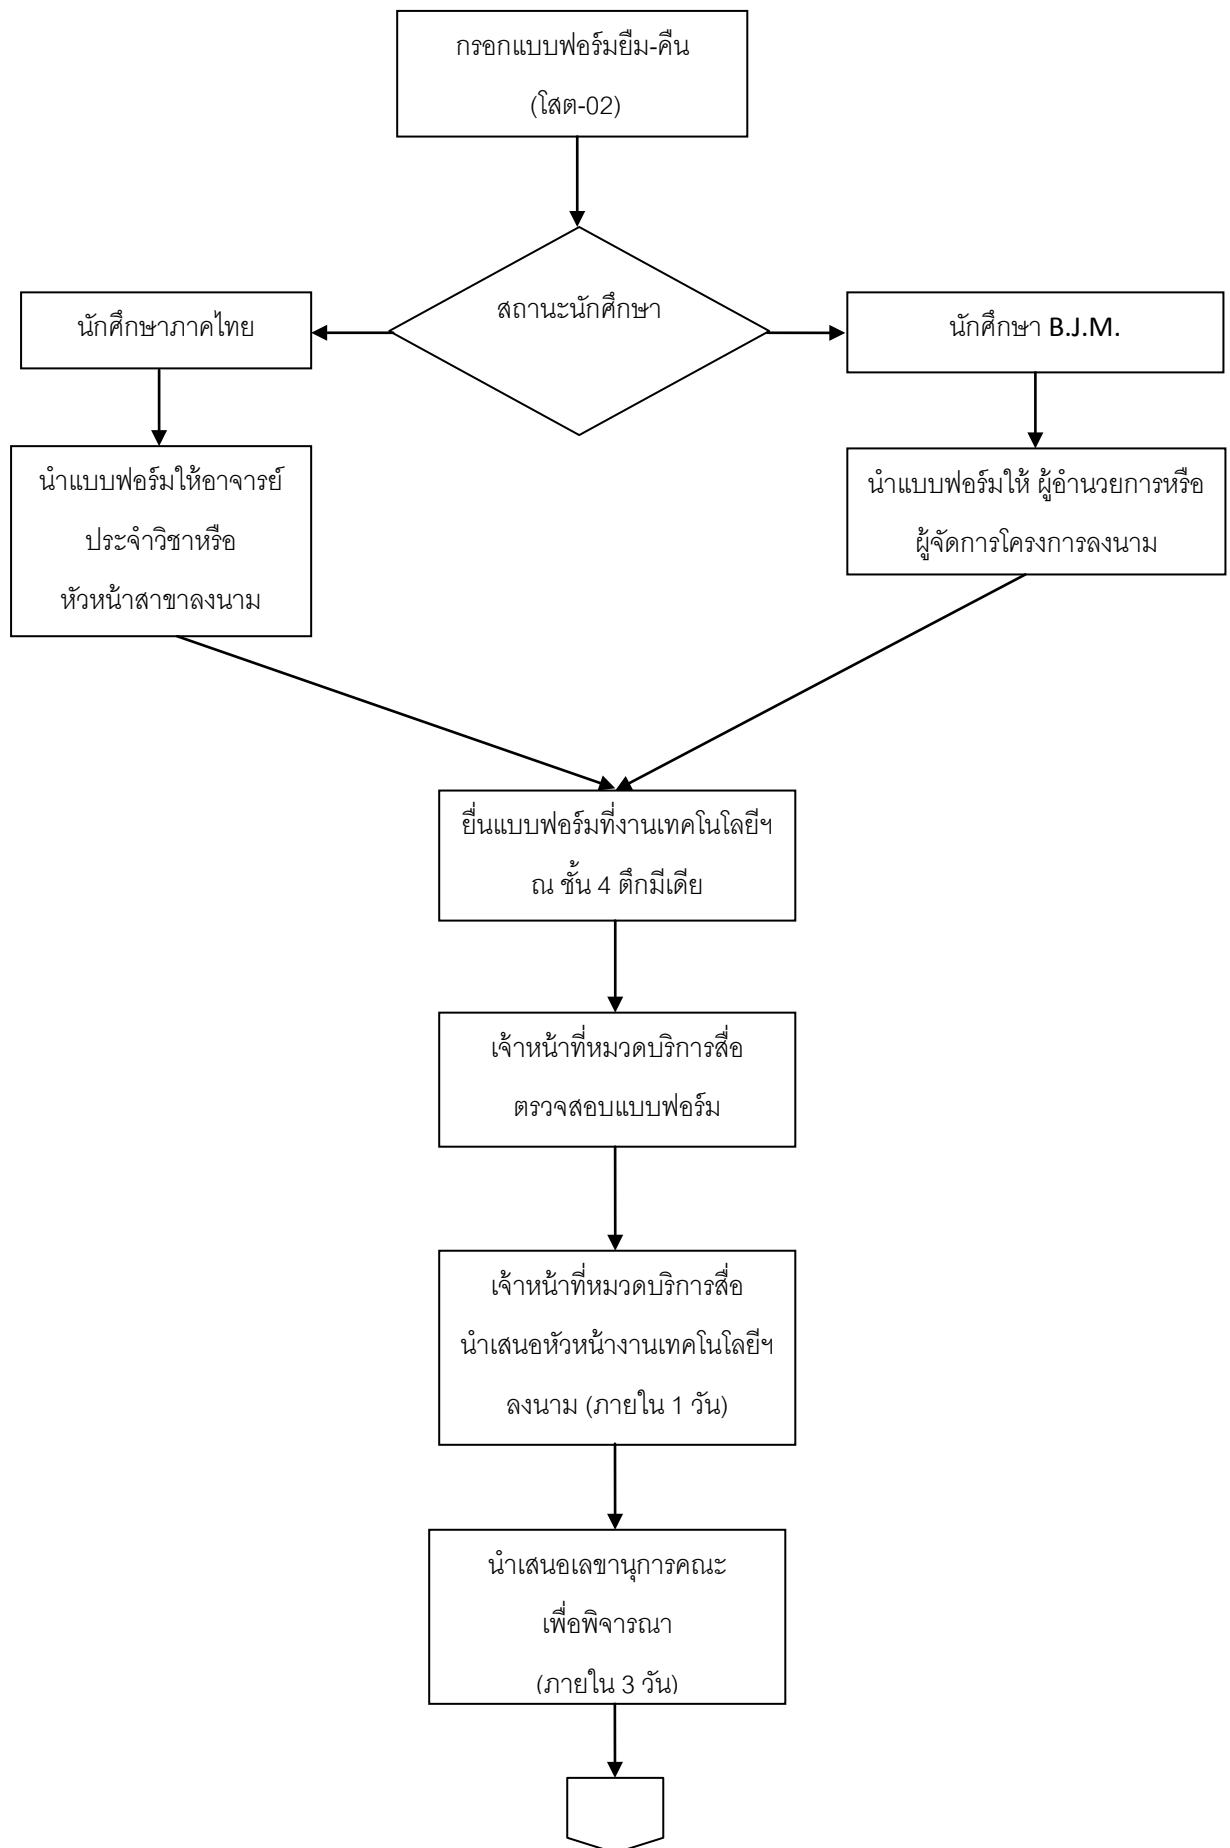 กรอกแบบฟอร์มยืม-คืน
(โสต-02)
สถานะนักศึกษา
นักศึกษาภาคไทย
นักศึกษา B.J.M.
นำแบบฟอร์มให้อาจารย์
ประจำวิชาหรือ
หัวหน้าสาขาลงนาม
นำแบบฟอร์มให้ ผู้อำนวยการหรือ
ผู้จัดการโครงการลงนาม
ยื่นแบบฟอร์มที่งานเทคโนโลยีฯ
ณ ชั้น 4 ตึกมีเดีย
เจ้าหน้าที่หมวดบริการสื่อ
ตรวจสอบแบบฟอร์ม
เจ้าหน้าที่หมวดบริการสื่อ
นำเสนอหัวหน้างานเทคโนโลยีฯ
ลงนาม (ภายใน 1 วัน)
นำเสนอเลขานุการคณะ
เพื่อพิจารณา
(ภายใน 3 วัน)